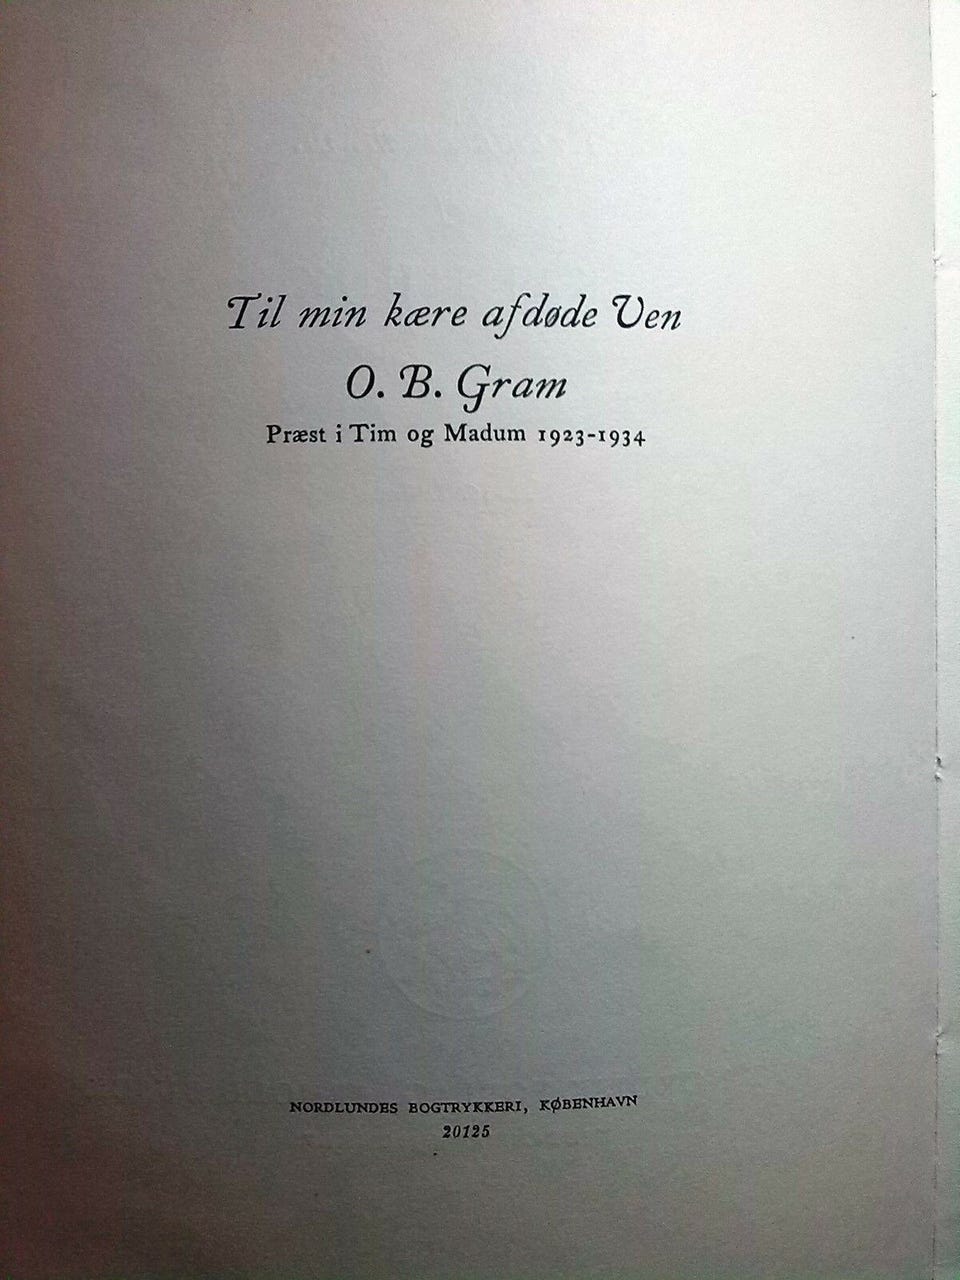 Til min kære afdøde Ven
O. B. Gram
Præst i Tim og Madum 1923-1934
NORDLUNDES BOGTRYKKERI, KØBENHAVN
20125